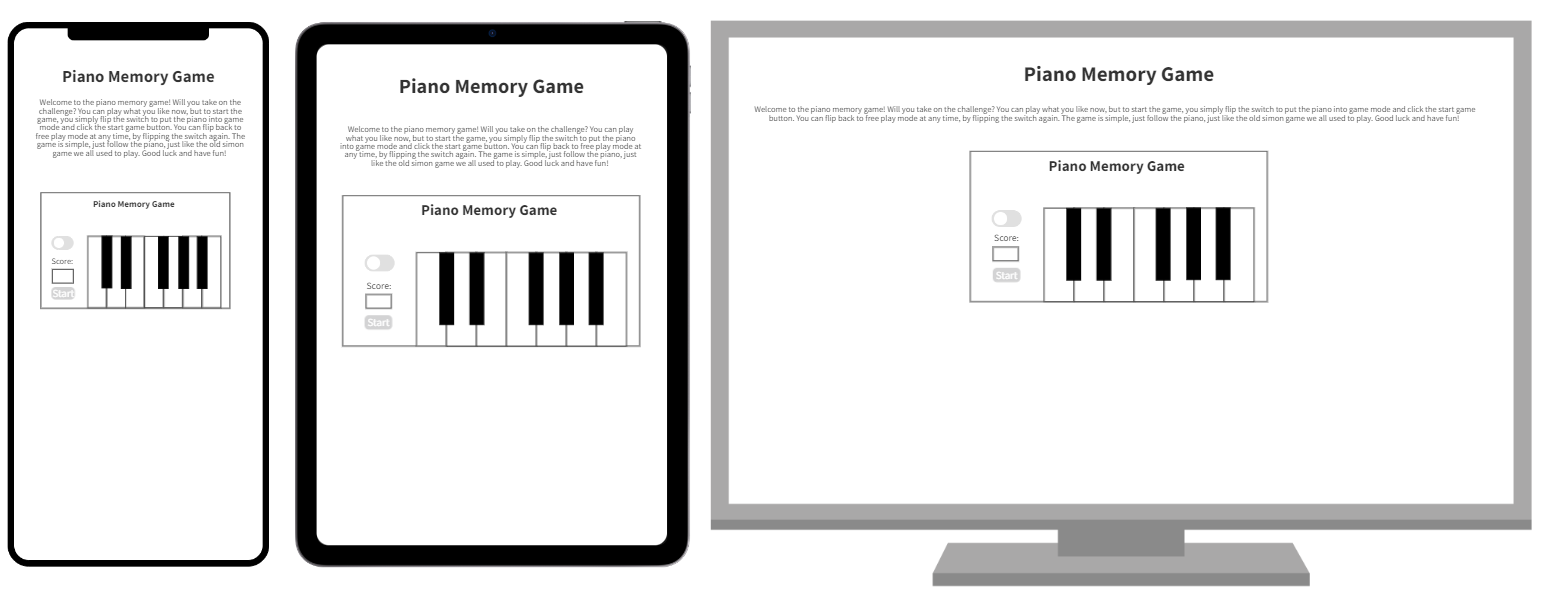 Piano Memory Game
Welcome to the piano memory game! Will you take on the
challenge? You can play what you like now, but to start the
game, you simply flip the switch to put the piano into game
mode and click the start game button. You can flip back to
free play mode at any time, by flipping the switch again. The
game is simple, just follow the piano, just like the old simon
game we all used to play. Good luck and have fun!
Piano Memory Game
Score:
Start
Piano Memory Game
Welcome to the piano memory game! Will you take on the challenge? You can play
what you like now, but to start the game, you simply flip the switch to put the piano
into game mode and click the start game button. You can flip back to free play mode at
any time, by flipping the switch again. The game is simple, just follow the piano, just
like the old simon game we all used to play. Good luck and have fun!
Piano Memory Game
Score:
Start
Piano Memory Game
Welcome to the piano memory game! Will you take on the challenge? You can play what you like now, but to start the game, you simply flip the switch to put the piano into game mode and click the start game
button. You can flip back to free play mode at any time, by flipping the switch again. The game is simple, just follow the piano, just like the old simon game we all used to play. Good luck and have fun!
Piano Memory Game
Score:
Start